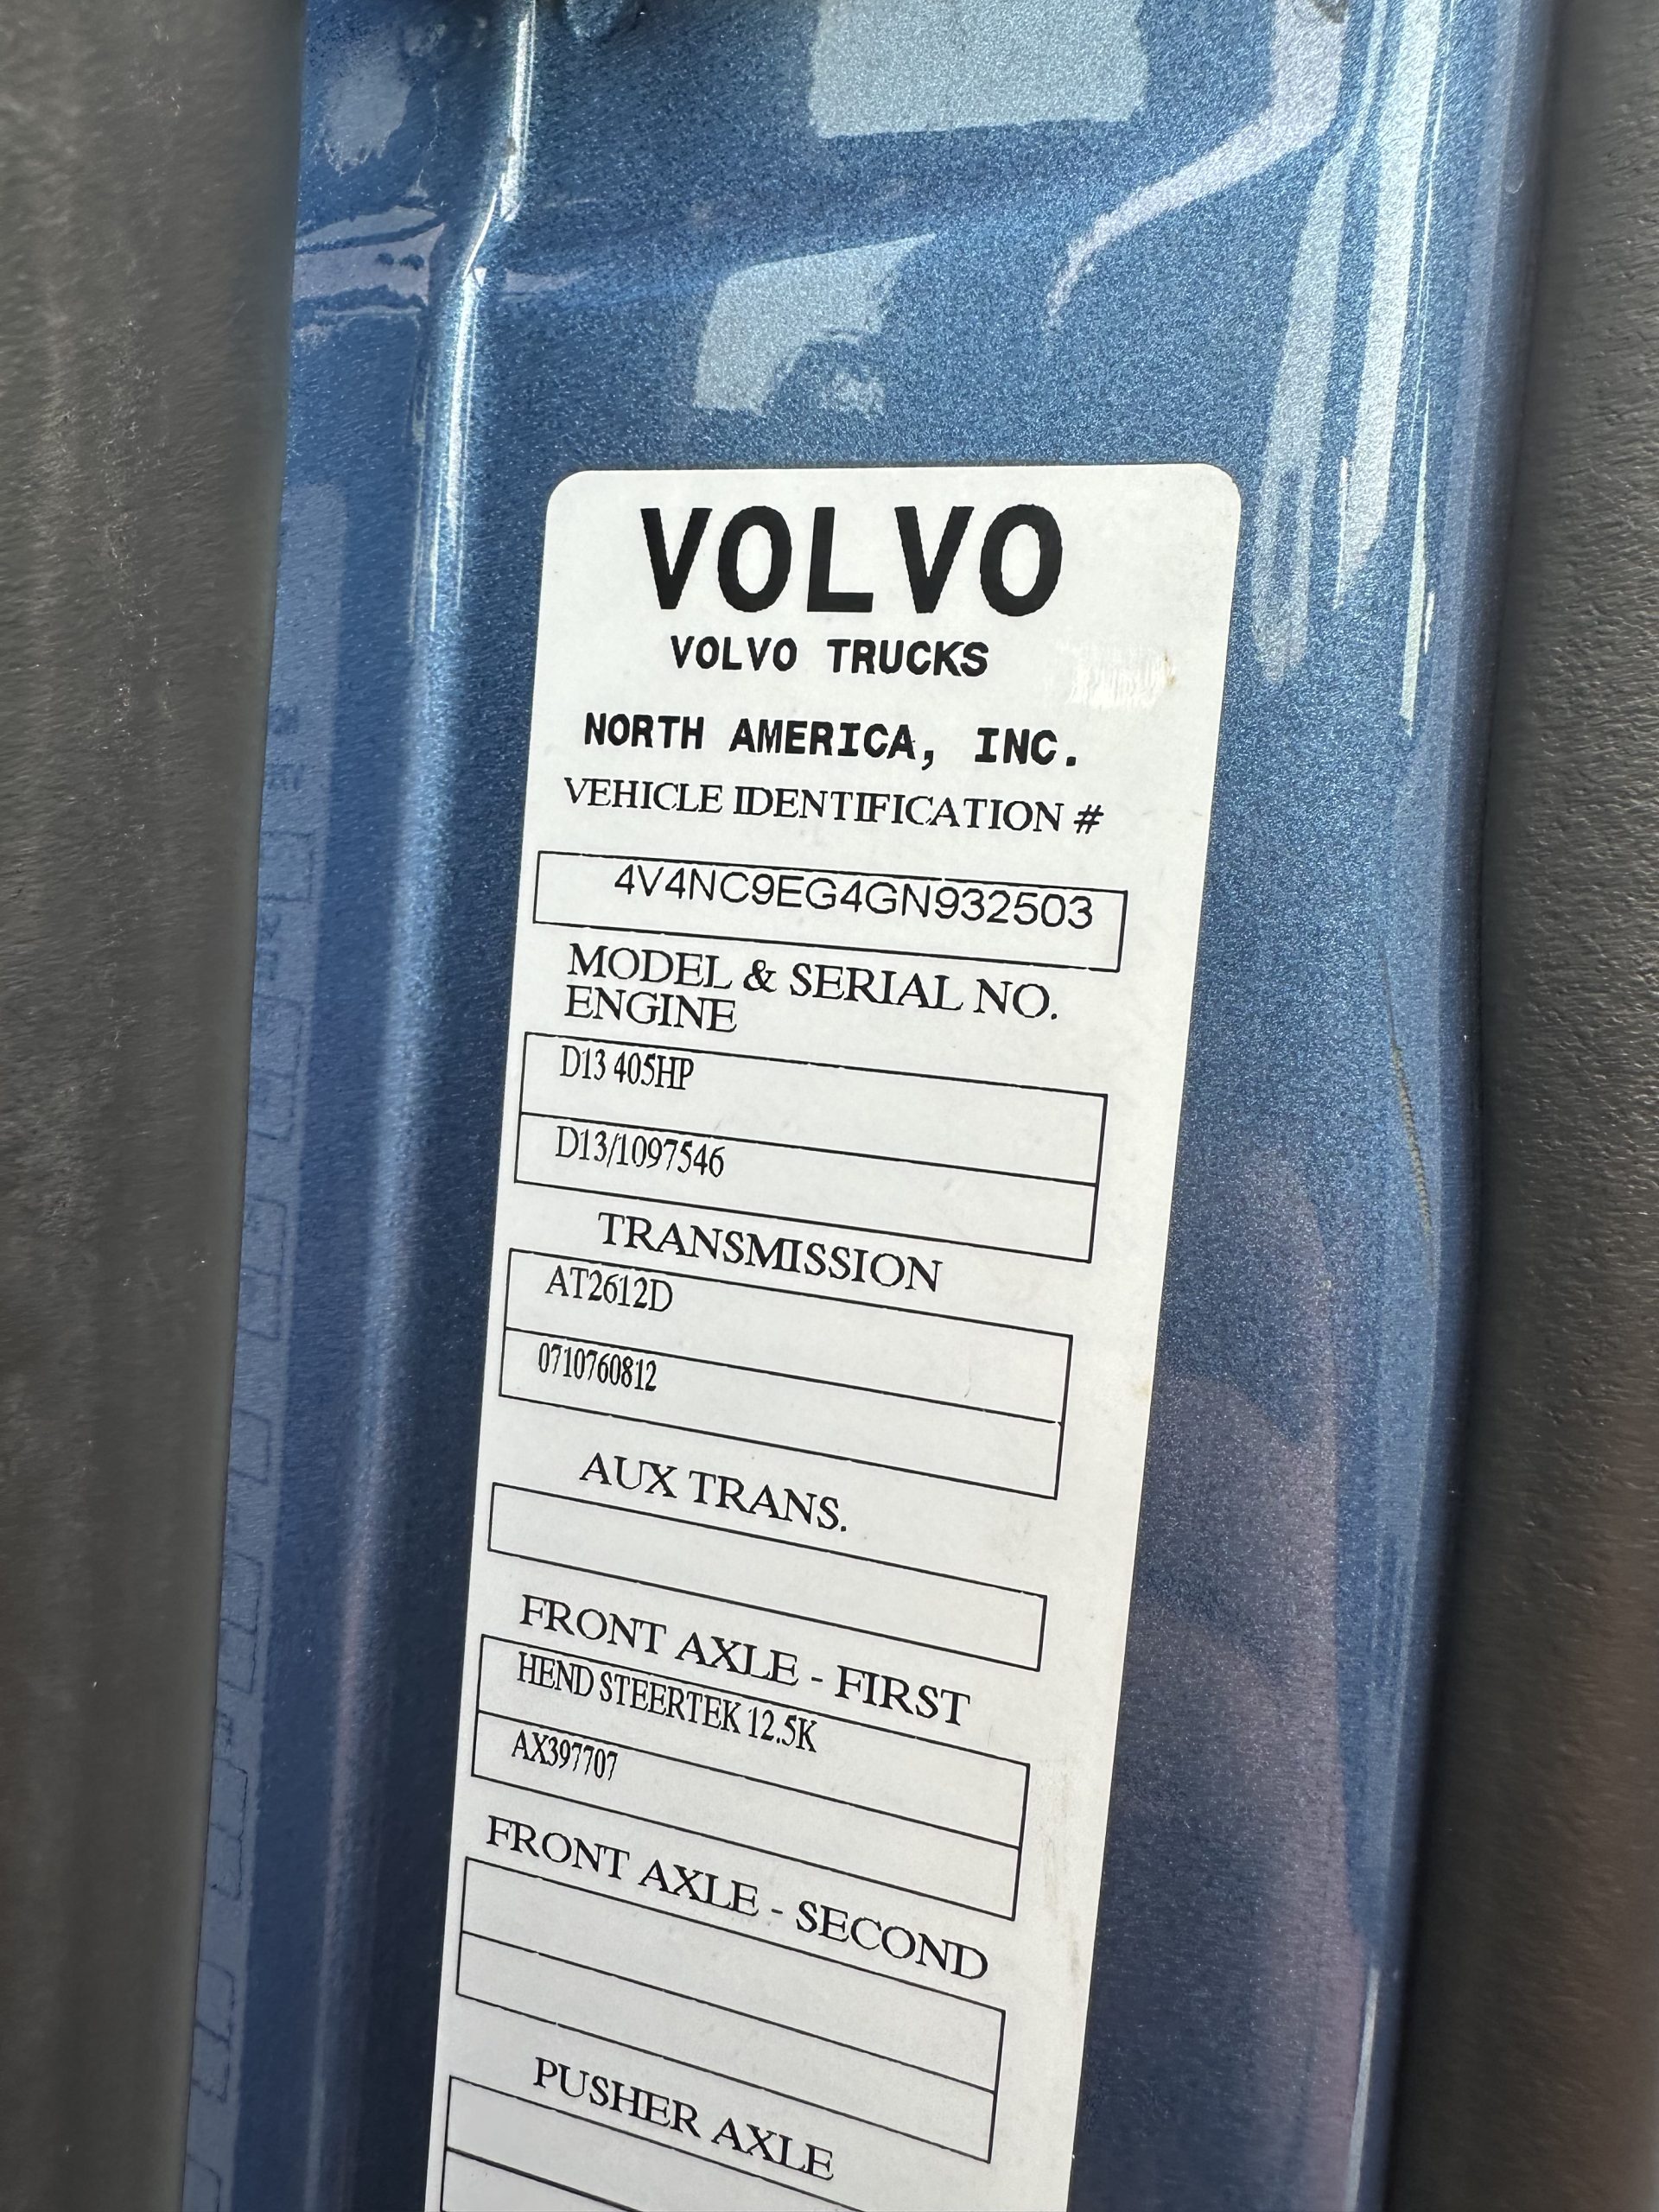 VOLVO
VOLVO TRUCKS
NORTH AMERICA, INC.
VEHICLE IDENTIFICATION #
4V4NC9EG4GN932503
MODEL & SERIAL NO.
ENGINE
D13 405HP
D13/1097546
TRANSMISSION
AT2612D
0710760812
AUX TRANS.
FRONT AXLE - FIRST
HEND STEERTEK 12.5K
AX397707
FRONT AXLE - SECOND
PUSHER AXLE